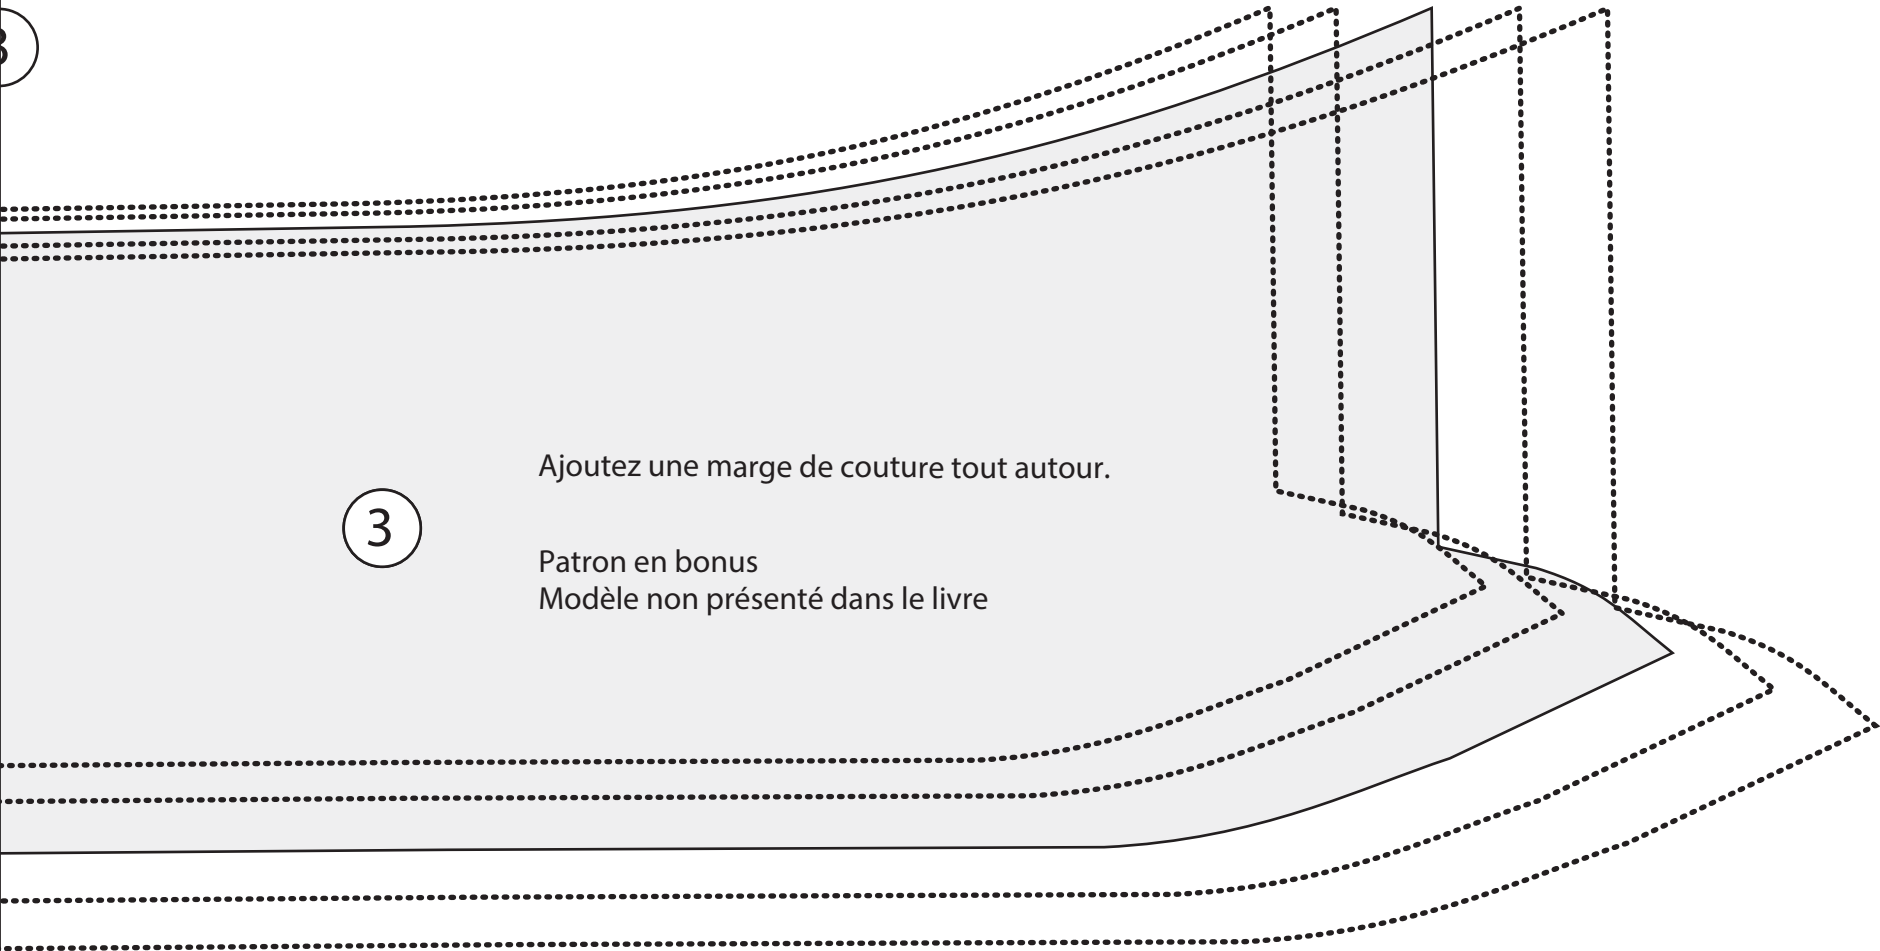 3
Ajoutez une marge de couture tout autour.
Patron en bonus
Modèle non présenté dans le livre